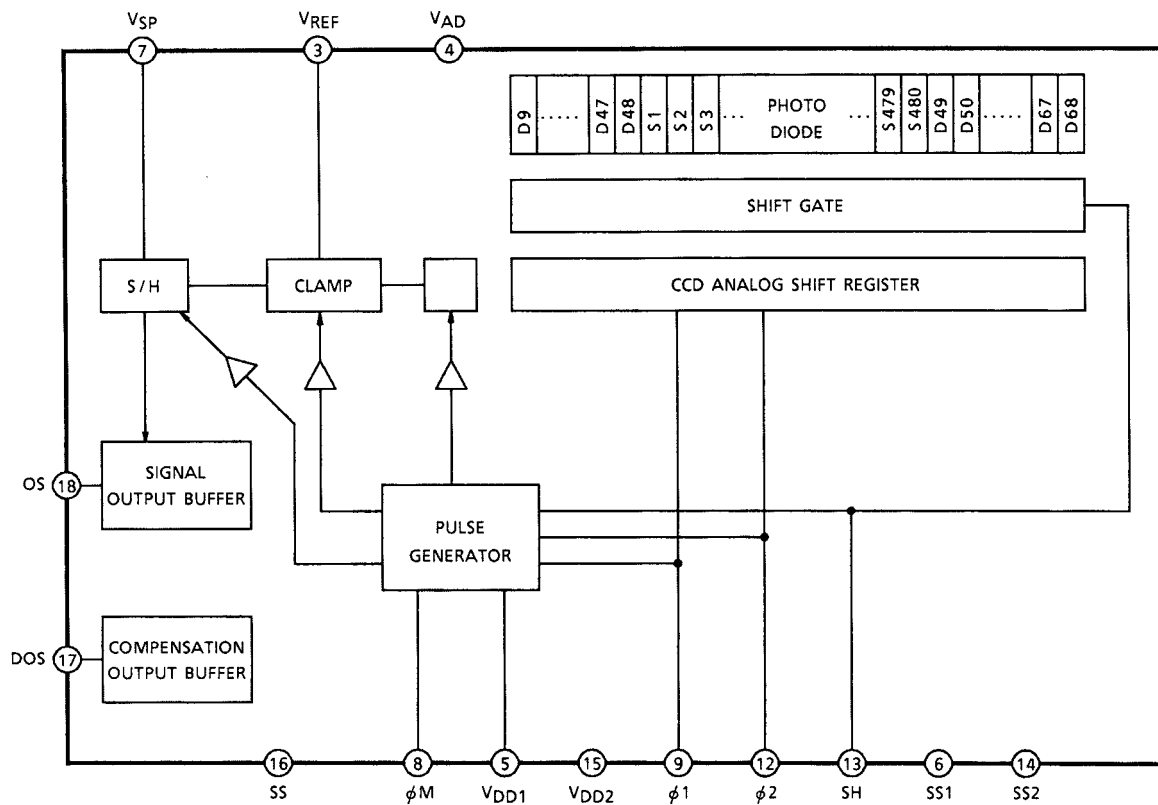 VSP VREF VAD
7 3 4
D9 ····· D47 D48 S1 S2 S3 ··· PHOTO DIODE ··· S479 S480 D49 D50 ····· D67 D68
SHIFT GATE
S/H CLAMP CCD ANALOG SHIFT REGISTER
OS 18 SIGNAL
OUTPUT BUFFER
PULSE
GENERATOR
DOS 17 COMPENSATION
OUTPUT BUFFER
16 8 5 15 9 12 13 6 14
SS ϕM VDD1 VDD2 ϕ1 ϕ2 SH SS1 SS2